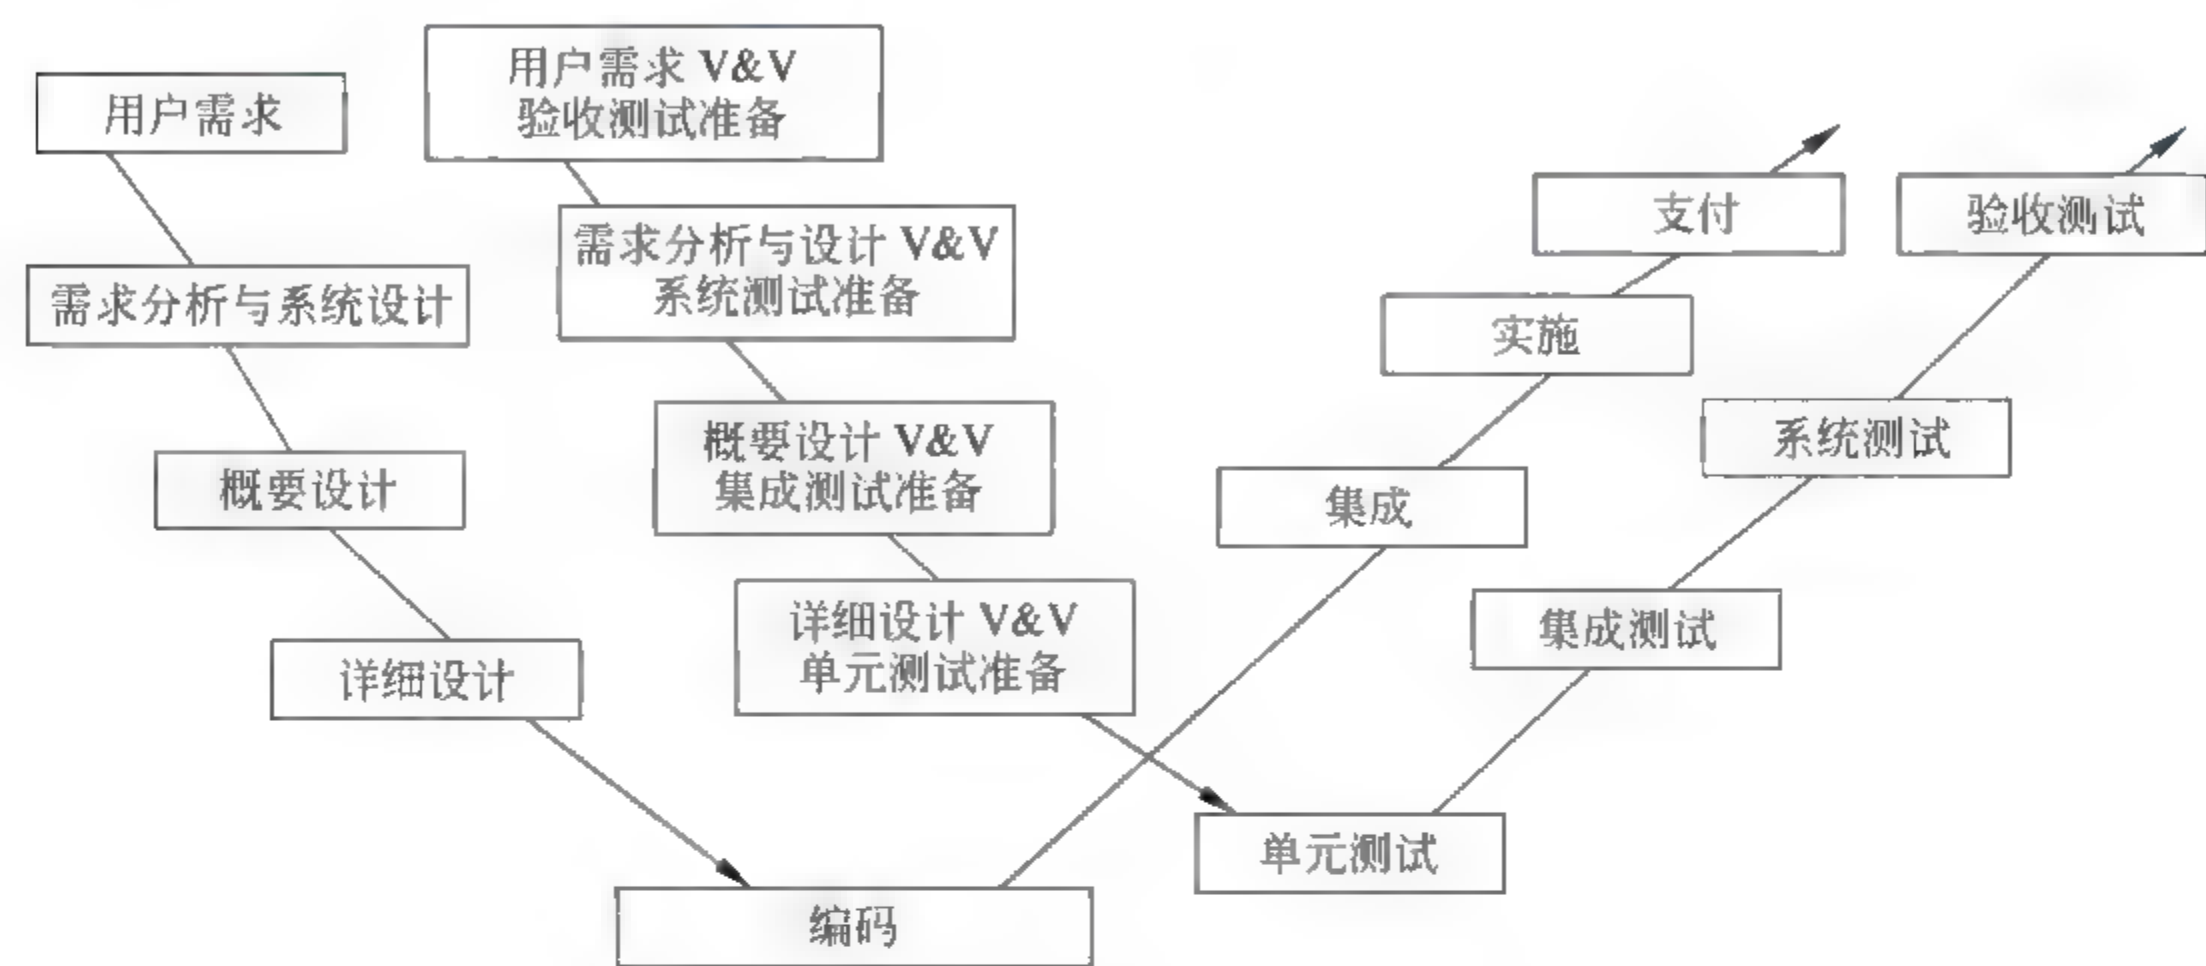 用户需求
用户需求 V&V
验收测试准备
需求分析与系统设计
需求分析与设计 V&V
系统测试准备
概要设计
概要设计 V&V
集成测试准备
详细设计
详细设计 V&V
单元测试准备
编码
支付
验收测试
实施
系统测试
集成
集成测试
单元测试